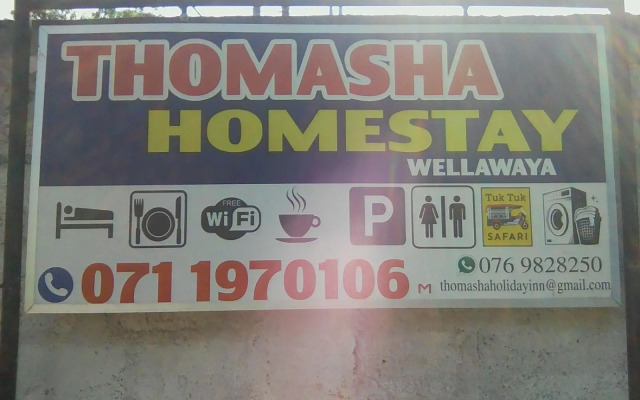 THOMASHA
HOMESTAY
WELLAWAYA
FREE
WiFi
P
Tuk Tuk
SAFARI
071 1970106
076 9828250
thomashaholidayinn@gmail.com